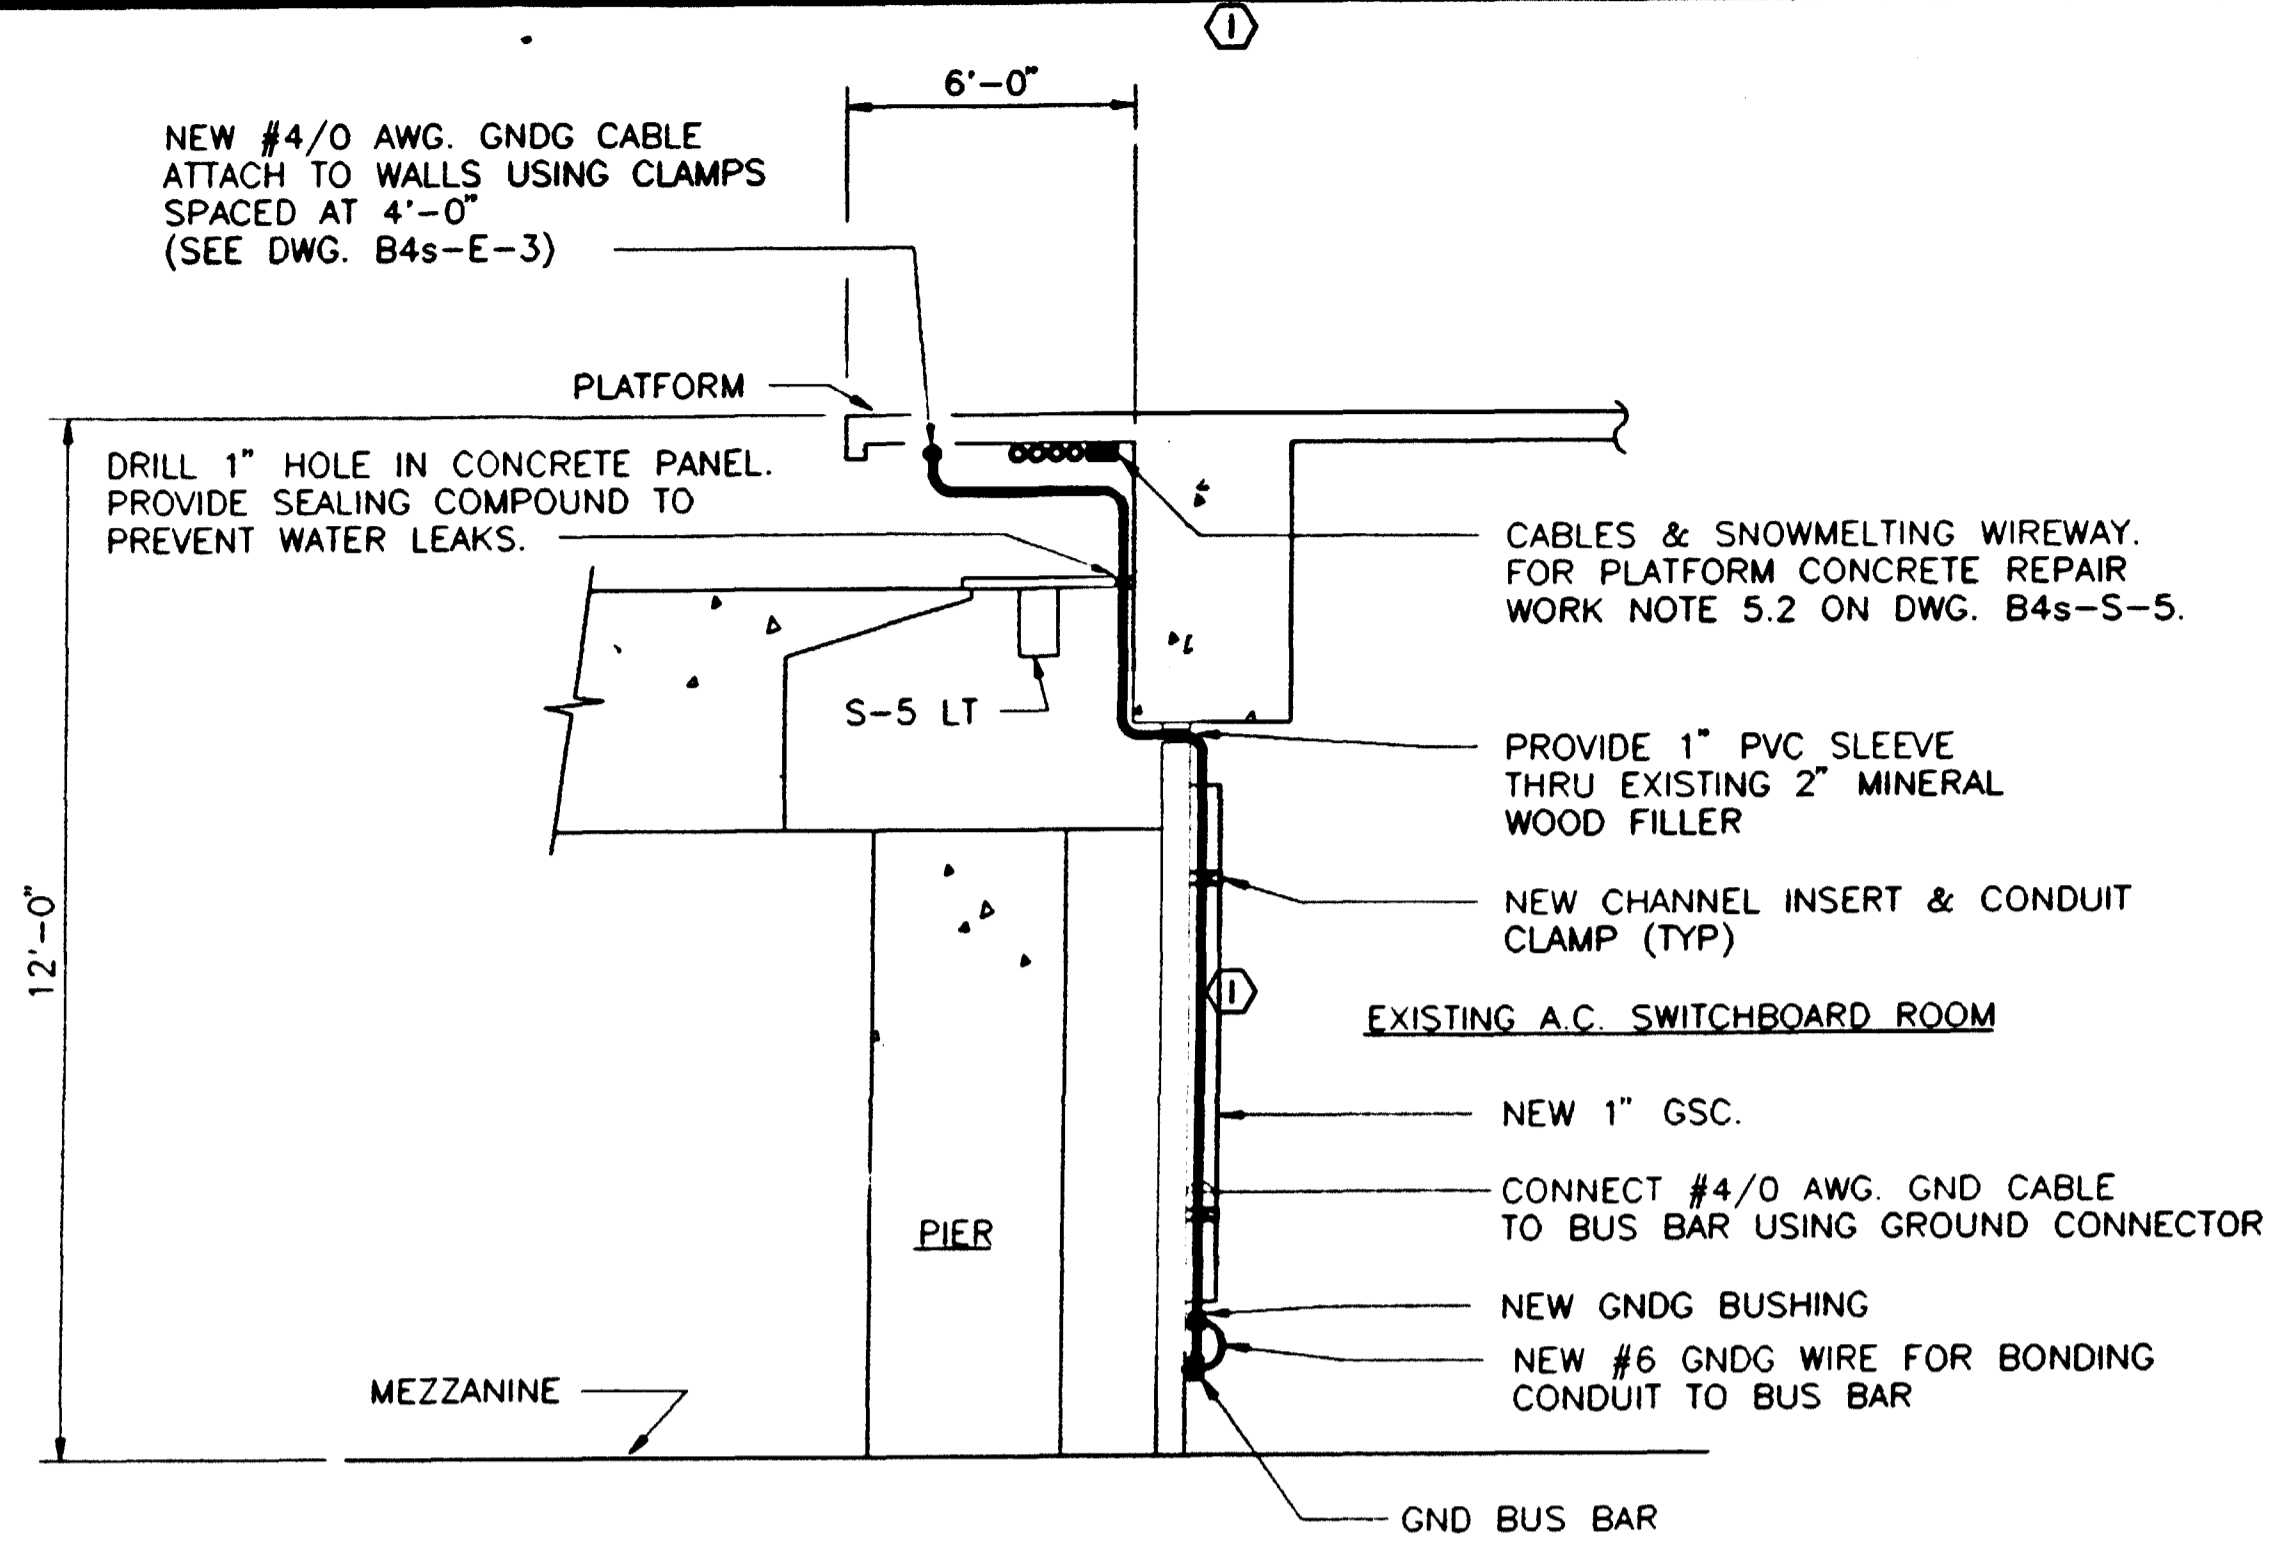 1
6'-0"
NEW #4/0 AWG. GNDG CABLE
ATTACH TO WALLS USING CLAMPS
SPACED AT 4'-0"
(SEE DWG. B4s-E-3)
PLATFORM
DRILL 1" HOLE IN CONCRETE PANEL.
PROVIDE SEALING COMPOUND TO
PREVENT WATER LEAKS.
CABLES & SNOWMELTING WIREWAY.
FOR PLATFORM CONCRETE REPAIR
WORK NOTE 5.2 ON DWG. B4s-S-5.
S-5 LT
PROVIDE 1" PVC SLEEVE
THRU EXISTING 2" MINERAL
WOOD FILLER
NEW CHANNEL INSERT & CONDUIT
CLAMP (TYP)
12'-0"
1
EXISTING A.C. SWITCHBOARD ROOM
NEW 1" GSC.
CONNECT #4/0 AWG. GND CABLE
TO BUS BAR USING GROUND CONNECTOR
PIER
NEW GNDG BUSHING
NEW #6 GNDG WIRE FOR BONDING
CONDUIT TO BUS BAR
MEZZANINE
GND BUS BAR